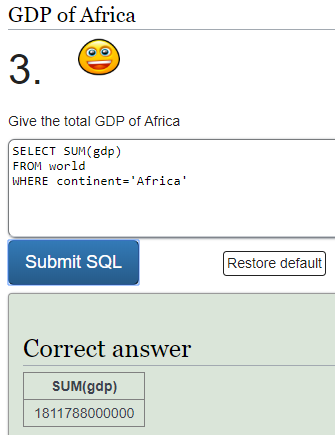 GDP of Africa
3.
Give the total GDP of Africa
SELECT SUM(gdp)
FROM world
WHERE continent='Africa'
Submit SQL
Restore default
Correct answer
SUM(gdp)
1811788000000